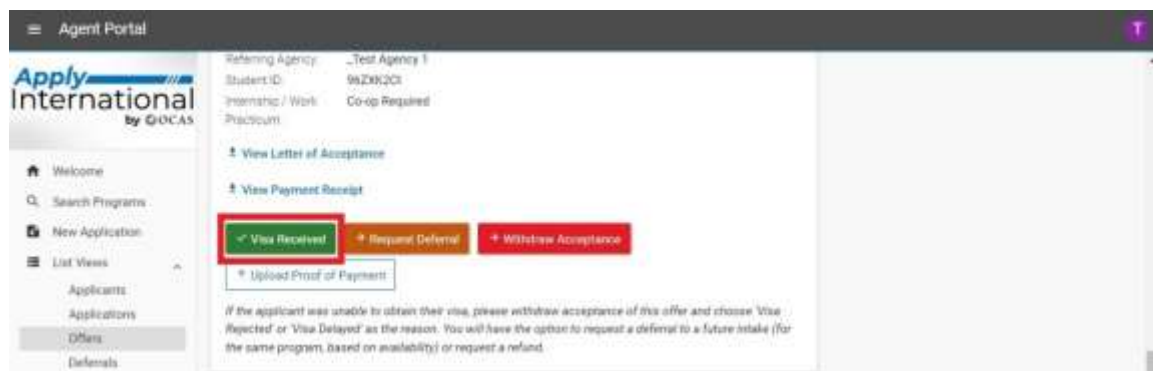 Agent Portal
T
Apply
International
by OCAS
Welcome
Search Programs
New Application
List Views
Applicants
Applications
Offers
Deferrals
Referring Agency: _Test Agency 1
Student ID:
Internship / Work Practicum: Co-op Required
View Letter of Acceptance
View Payment Receipt
Visa Received
Request Deferral
Withdraw Acceptance
Upload Proof of Payment
If the applicant was unable to obtain their visa, please withdraw acceptance of this offer and choose 'Visa
Rejected' or 'Visa Delayed' as the reason. You will have the option to request a deferral to a future intake (for
the same program, based on availability) or request a refund.